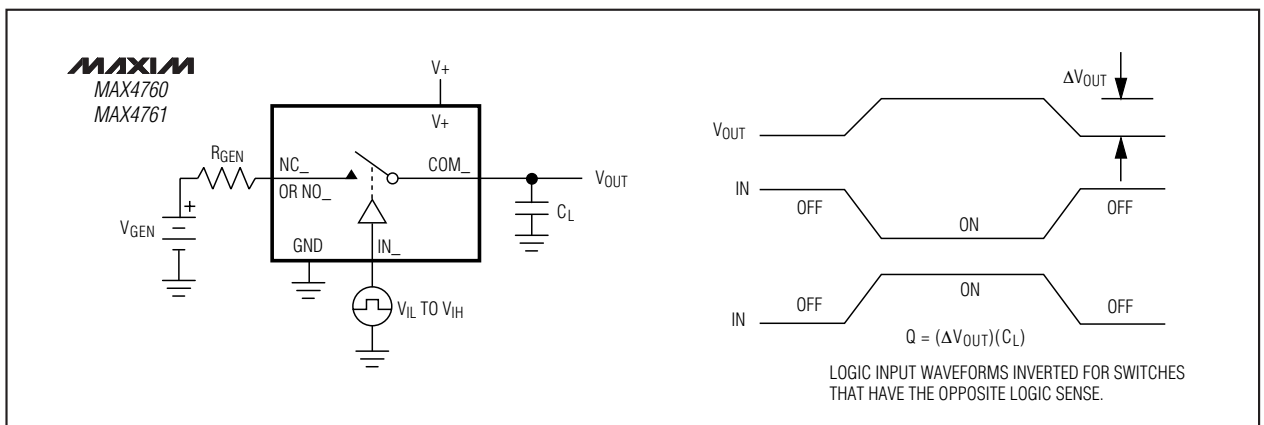 MAXIM
MAX4760
MAX4761
V+
V+
RGEN
NC_
OR NO_
COM_
VOUT
CL
VGEN
+
GND
IN_
VIL TO VIH
ΔVOUT
VOUT
IN
OFF
ON
OFF
IN
OFF
ON
OFF
Q = (ΔVOUT)(CL)
LOGIC INPUT WAVEFORMS INVERTED FOR SWITCHES
THAT HAVE THE OPPOSITE LOGIC SENSE.